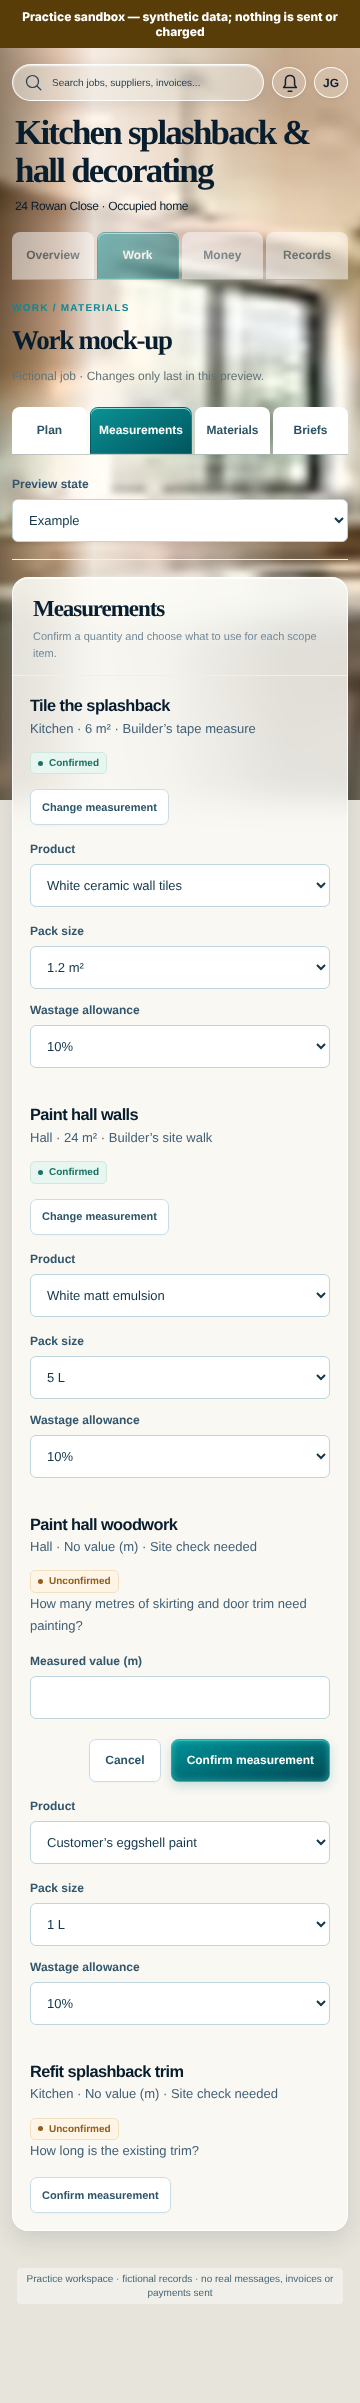 Practice sandbox — synthetic data; nothing is sent or
charged
Search jobs, suppliers, invoices...
JG
Kitchen splashback &
hall decorating
24 Rowan Close · Occupied home
Overview
Work
Money
Records
WORK / MATERIALS
Work mock-up
Fictional job · Changes only last in this preview.
Plan
Measurements
Materials
Briefs
Preview state
Example
Measurements
Confirm a quantity and choose what to use for each scope
item.
Tile the splashback
Kitchen · 6 m² · Builder’s tape measure
Confirmed
Change measurement
Product
White ceramic wall tiles
Pack size
1.2 m²
Wastage allowance
10%
Paint hall walls
Hall · 24 m² · Builder’s site walk
Confirmed
Change measurement
Product
White matt emulsion
Pack size
5 L
Wastage allowance
10%
Paint hall woodwork
Hall · No value (m) · Site check needed
Unconfirmed
How many metres of skirting and door trim need
painting?
Measured value (m)
Cancel
Confirm measurement
Product
Customer’s eggshell paint
Pack size
1 L
Wastage allowance
10%
Refit splashback trim
Kitchen · No value (m) · Site check needed
Unconfirmed
How long is the existing trim?
Confirm measurement
Practice workspace · fictional records · no real messages, invoices or
payments sent